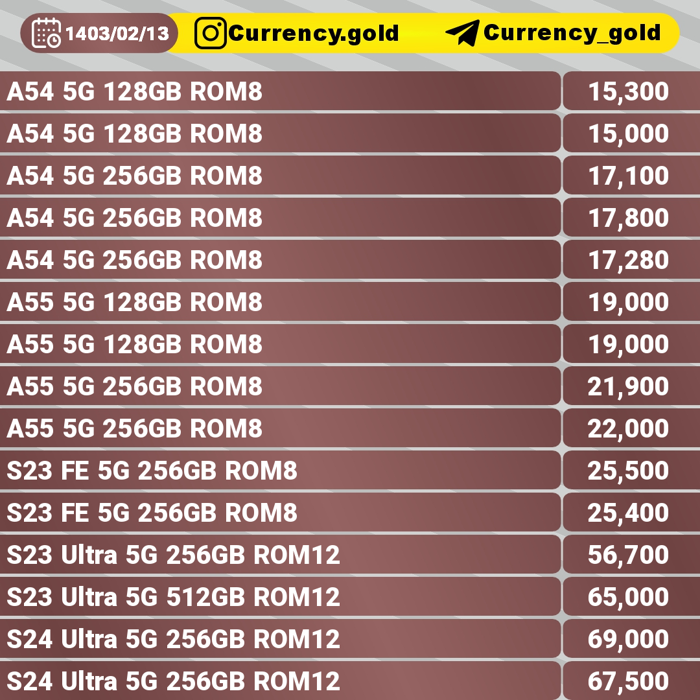 1403/02/13 Currency.gold Currency_gold
A54 5G 128GB ROM8 15,300
A54 5G 128GB ROM8 15,000
A54 5G 256GB ROM8 17,100
A54 5G 256GB ROM8 17,800
A54 5G 256GB ROM8 17,280
A55 5G 128GB ROM8 19,000
A55 5G 128GB ROM8 19,000
A55 5G 256GB ROM8 21,900
A55 5G 256GB ROM8 22,000
S23 FE 5G 256GB ROM8 25,500
S23 FE 5G 256GB ROM8 25,400
S23 Ultra 5G 256GB ROM12 56,700
S23 Ultra 5G 512GB ROM12 65,000
S24 Ultra 5G 256GB ROM12 69,000
S24 Ultra 5G 256GB ROM12 67,500